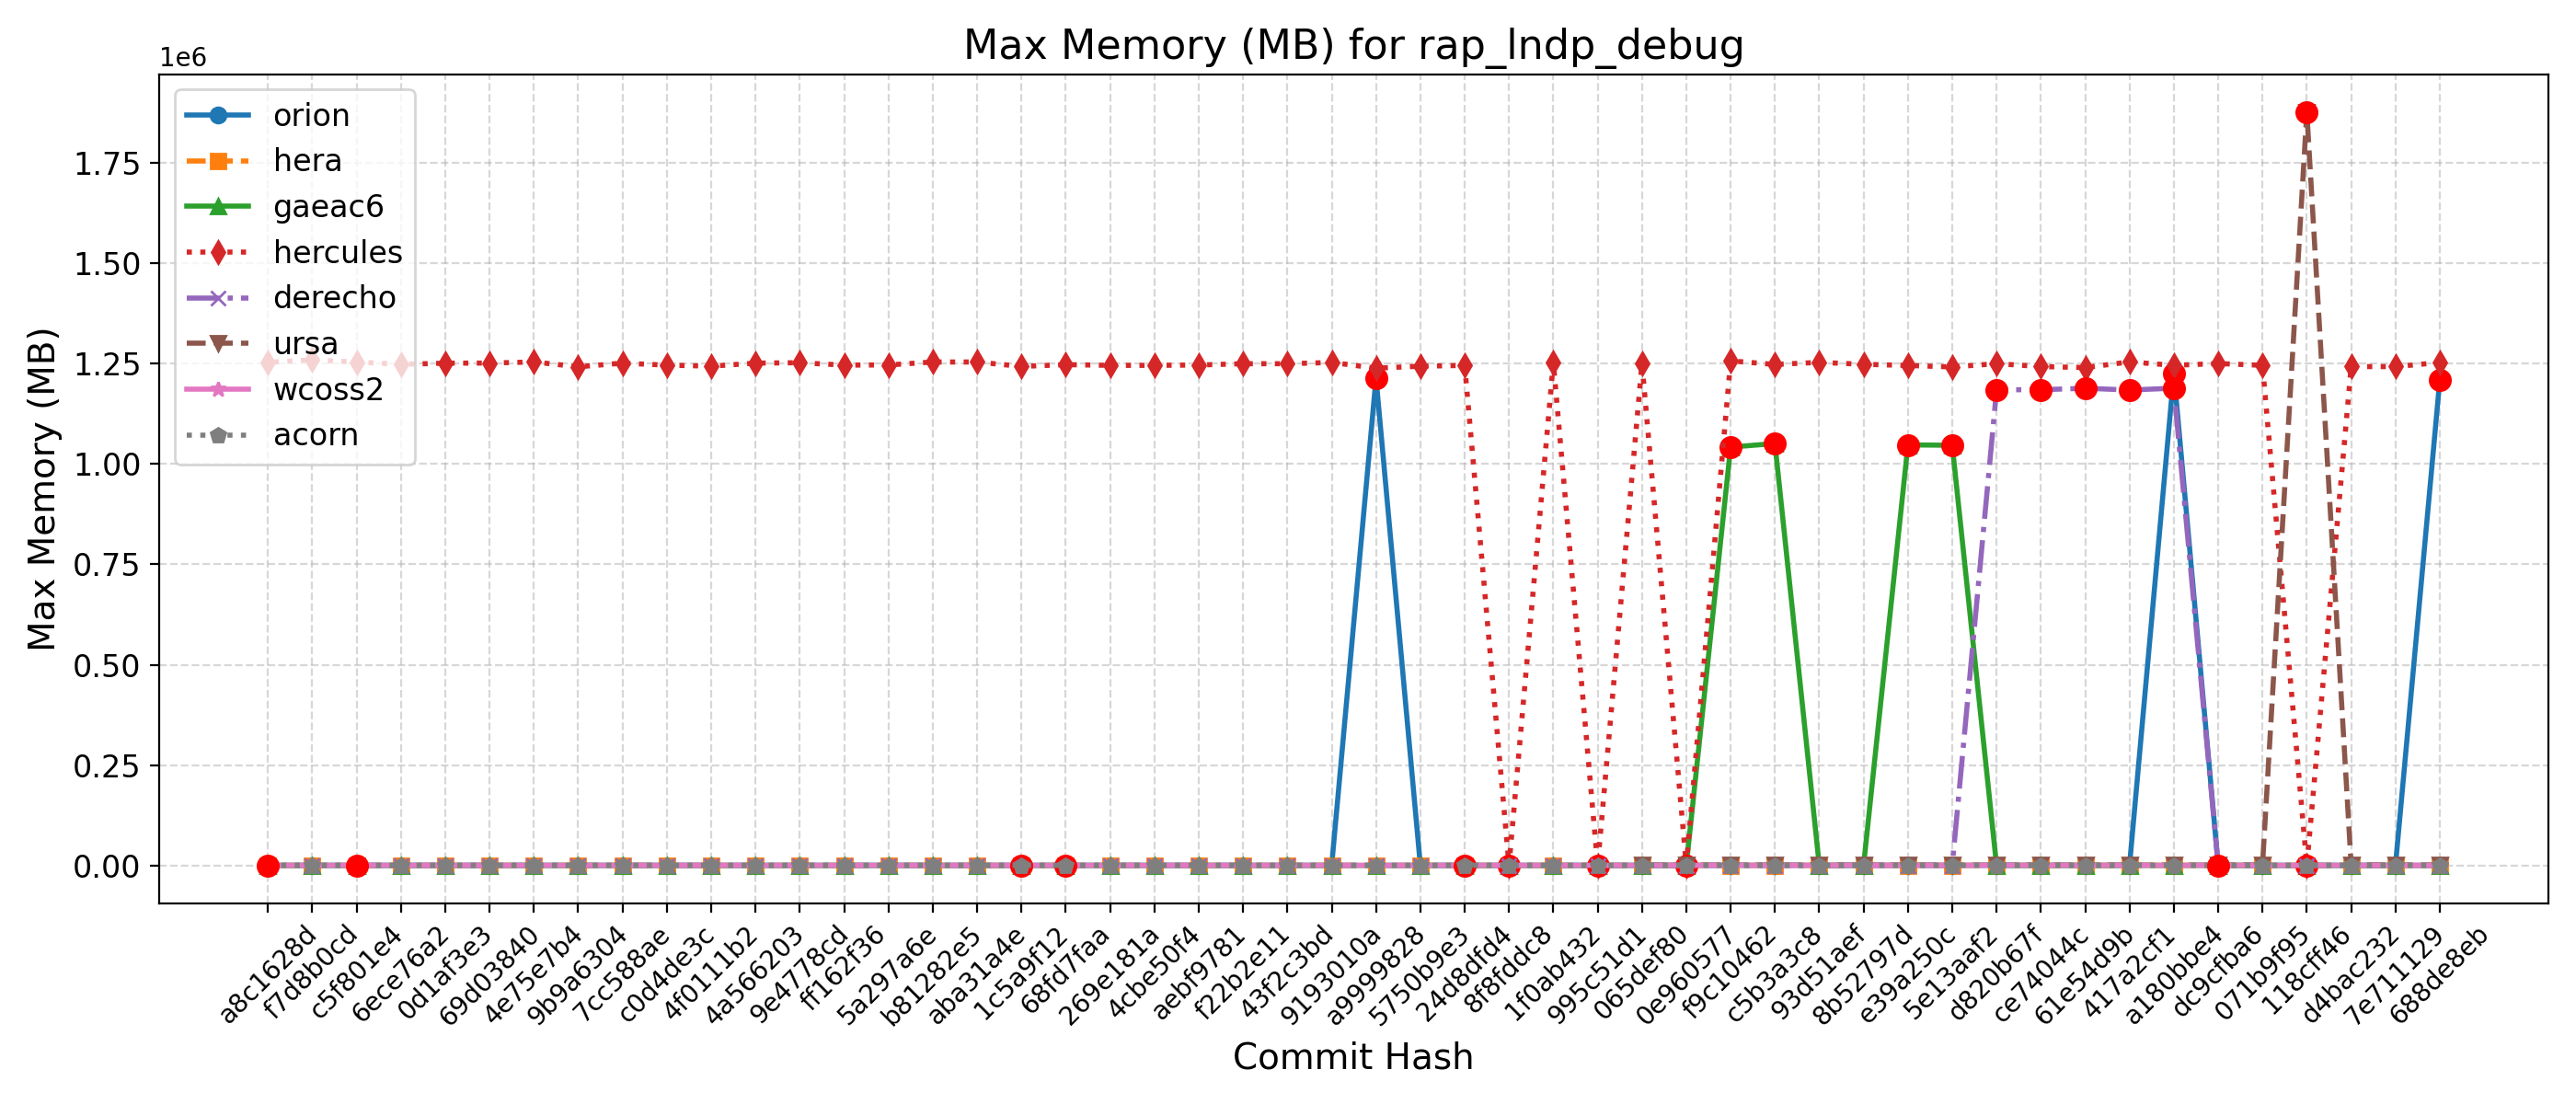 Max Memory (MB) for rap_lndp_debug
1e6
orion
hera
gaeac6
hercules
derecho
ursa
wcoss2
acorn
1.75
1.50
1.25
1.00
0.75
0.50
0.25
0.00
Max Memory (MB)
a8c1628d
f7d8b0cd
c5f801e4
6ece76a2
0d1af3e3
69d03840
4e75e7b4
9b9a6304
7cc588ae
c0d4de3c
4f0111b2
4a566203
9e4778cd
ff162f36
5a297a6e
b81282e5
aba31a4e
1c5a9f12
68fd7faa
269e181a
4cbe50f4
aebf9781
f22b2e11
43f2c3bd
9193010a
a9999828
5750b9e3
24d8dfd4
8f8fddc8
1f0ab432
995c51d1
065def80
0e960577
f9c10462
c5b3a3c8
93d51aef
8b52797d
e39a250c
5e13aaf2
d820b67f
ce74044c
61e54d9b
417a2cf1
a180bbe4
dc9cfba6
071b9f95
118cff46
d4bac232
7e711129
688de8eb
Commit Hash